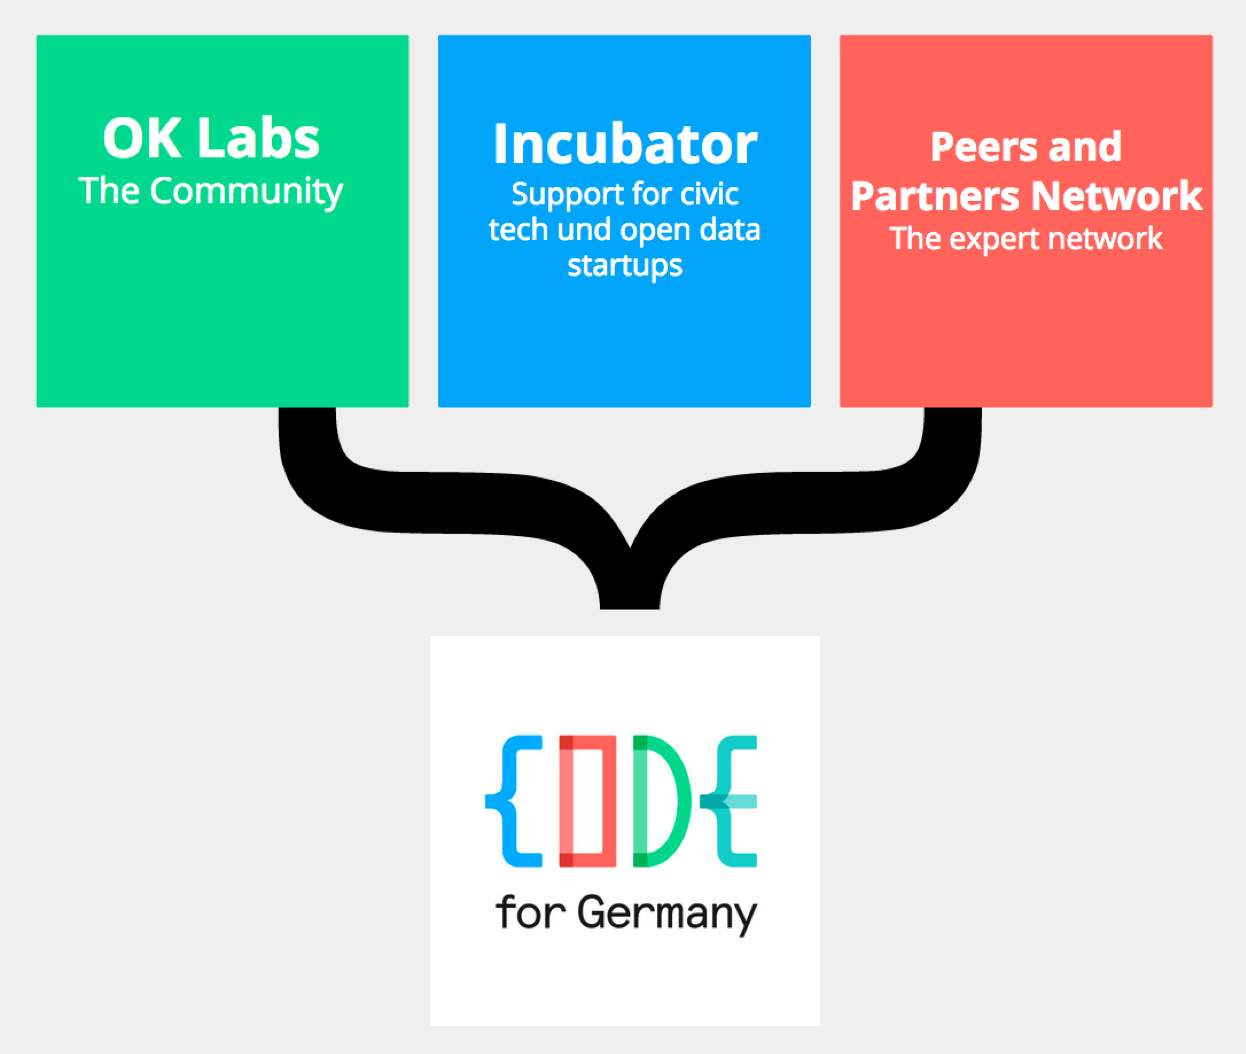 OK Labs
The Community
Incubator
Support for civic
tech und open data
startups
Peers and
Partners Network
The expert network
CODE
for Germany